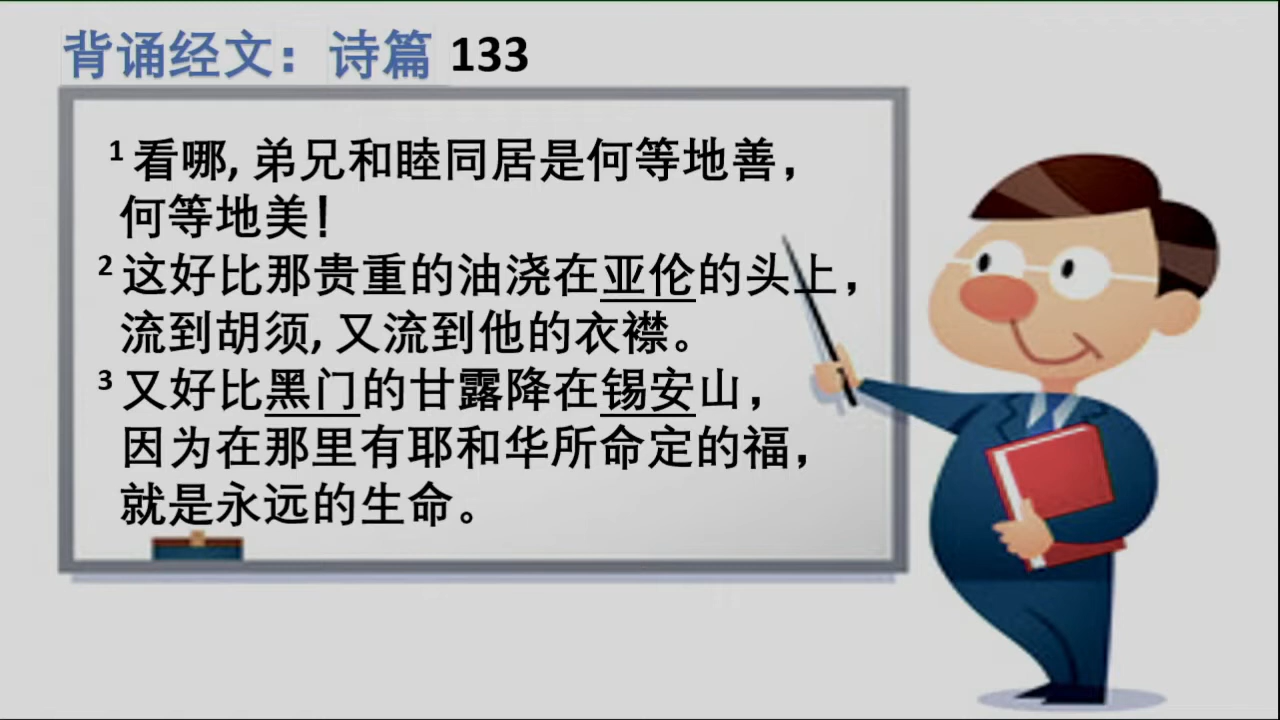 背诵经文：诗篇 133
1 看哪, 弟兄和睦同居是何等地善，
何等地美！
2 这好比那贵重的油浇在亚伦的头上，
流到胡须, 又流到他的衣襟。
3 又好比黑门的甘露降在锡安山，
因为在那里有耶和华所命定的福，
就是永远的生命。